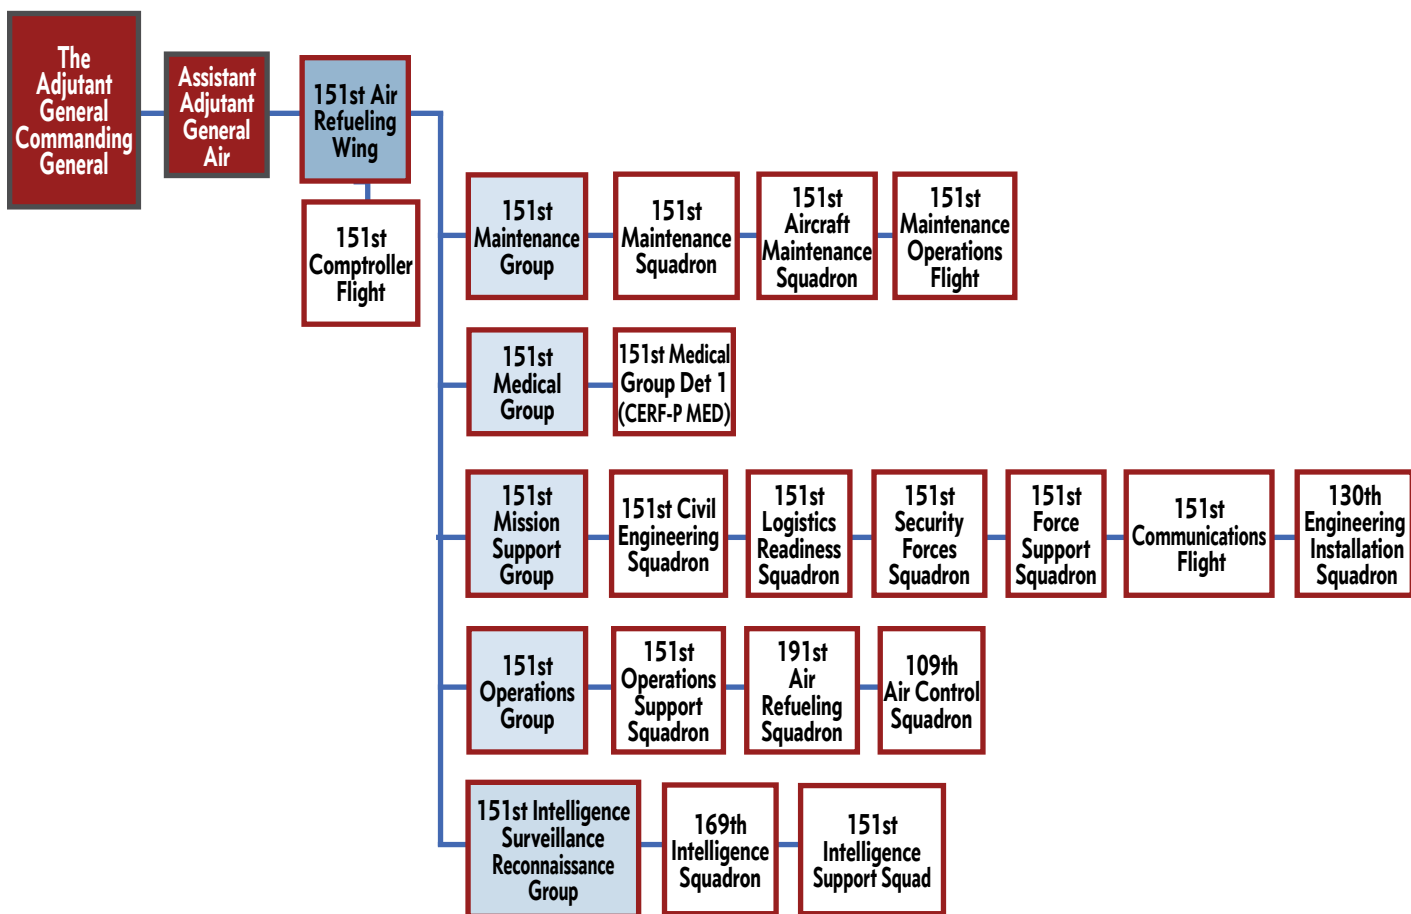 The
Adjutant
General
Commanding
General
Assistant
Adjutant
General
Air
151st Air
Refueling
Wing
151st
Comptroller
Flight
151st
Maintenance
Group
151st
Maintenance
Squadron
151st
Aircraft
Maintenance
Squadron
151st
Maintenance
Operations
Flight
151st
Medical
Group
151st Medical
Group Det 1
(CERF-P MED)
151st
Mission
Support
Group
151st Civil
Engineering
Squadron
151st
Logistics
Readiness
Squadron
151st
Security
Forces
Squadron
151st
Force
Support
Squadron
151st
Communications
Flight
130th
Engineering
Installation
Squadron
151st
Operations
Group
151st
Operations
Support
Squadron
191st
Air
Refueling
Squadron
109th
Air Control
Squadron
151st Intelligence
Surveillance
Reconnaissance
Group
169th
Intelligence
Squadron
151st
Intelligence
Support Squad